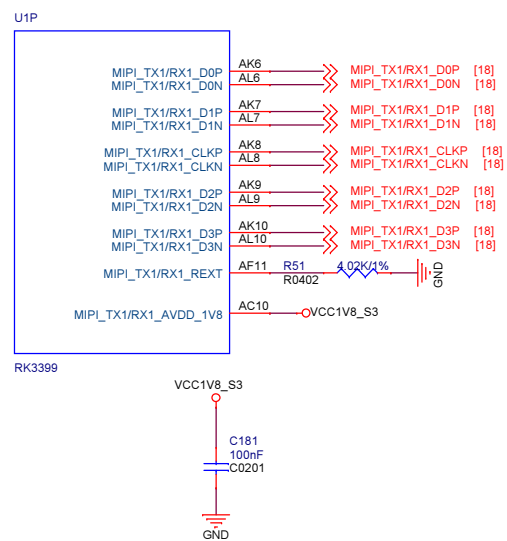 U1P
MIPI_TX1/RX1_D0P AK6 MIPI_TX1/RX1_D0P [18]
MIPI_TX1/RX1_D0N AL6 MIPI_TX1/RX1_D0N [18]
MIPI_TX1/RX1_D1P AK7 MIPI_TX1/RX1_D1P [18]
MIPI_TX1/RX1_D1N AL7 MIPI_TX1/RX1_D1N [18]
MIPI_TX1/RX1_CLKP AK8 MIPI_TX1/RX1_CLKP [18]
MIPI_TX1/RX1_CLKN AL8 MIPI_TX1/RX1_CLKN [18]
MIPI_TX1/RX1_D2P AK9 MIPI_TX1/RX1_D2P [18]
MIPI_TX1/RX1_D2N AL9 MIPI_TX1/RX1_D2N [18]
MIPI_TX1/RX1_D3P AK10 MIPI_TX1/RX1_D3P [18]
MIPI_TX1/RX1_D3N AL10 MIPI_TX1/RX1_D3N [18]
MIPI_TX1/RX1_REXT AF11 R51 4.02K/1% GND
R0402
MIPI_TX1/RX1_AVDD_1V8 AC10 VCC1V8_S3
RK3399
VCC1V8_S3
C181
100nF
C0201
GND